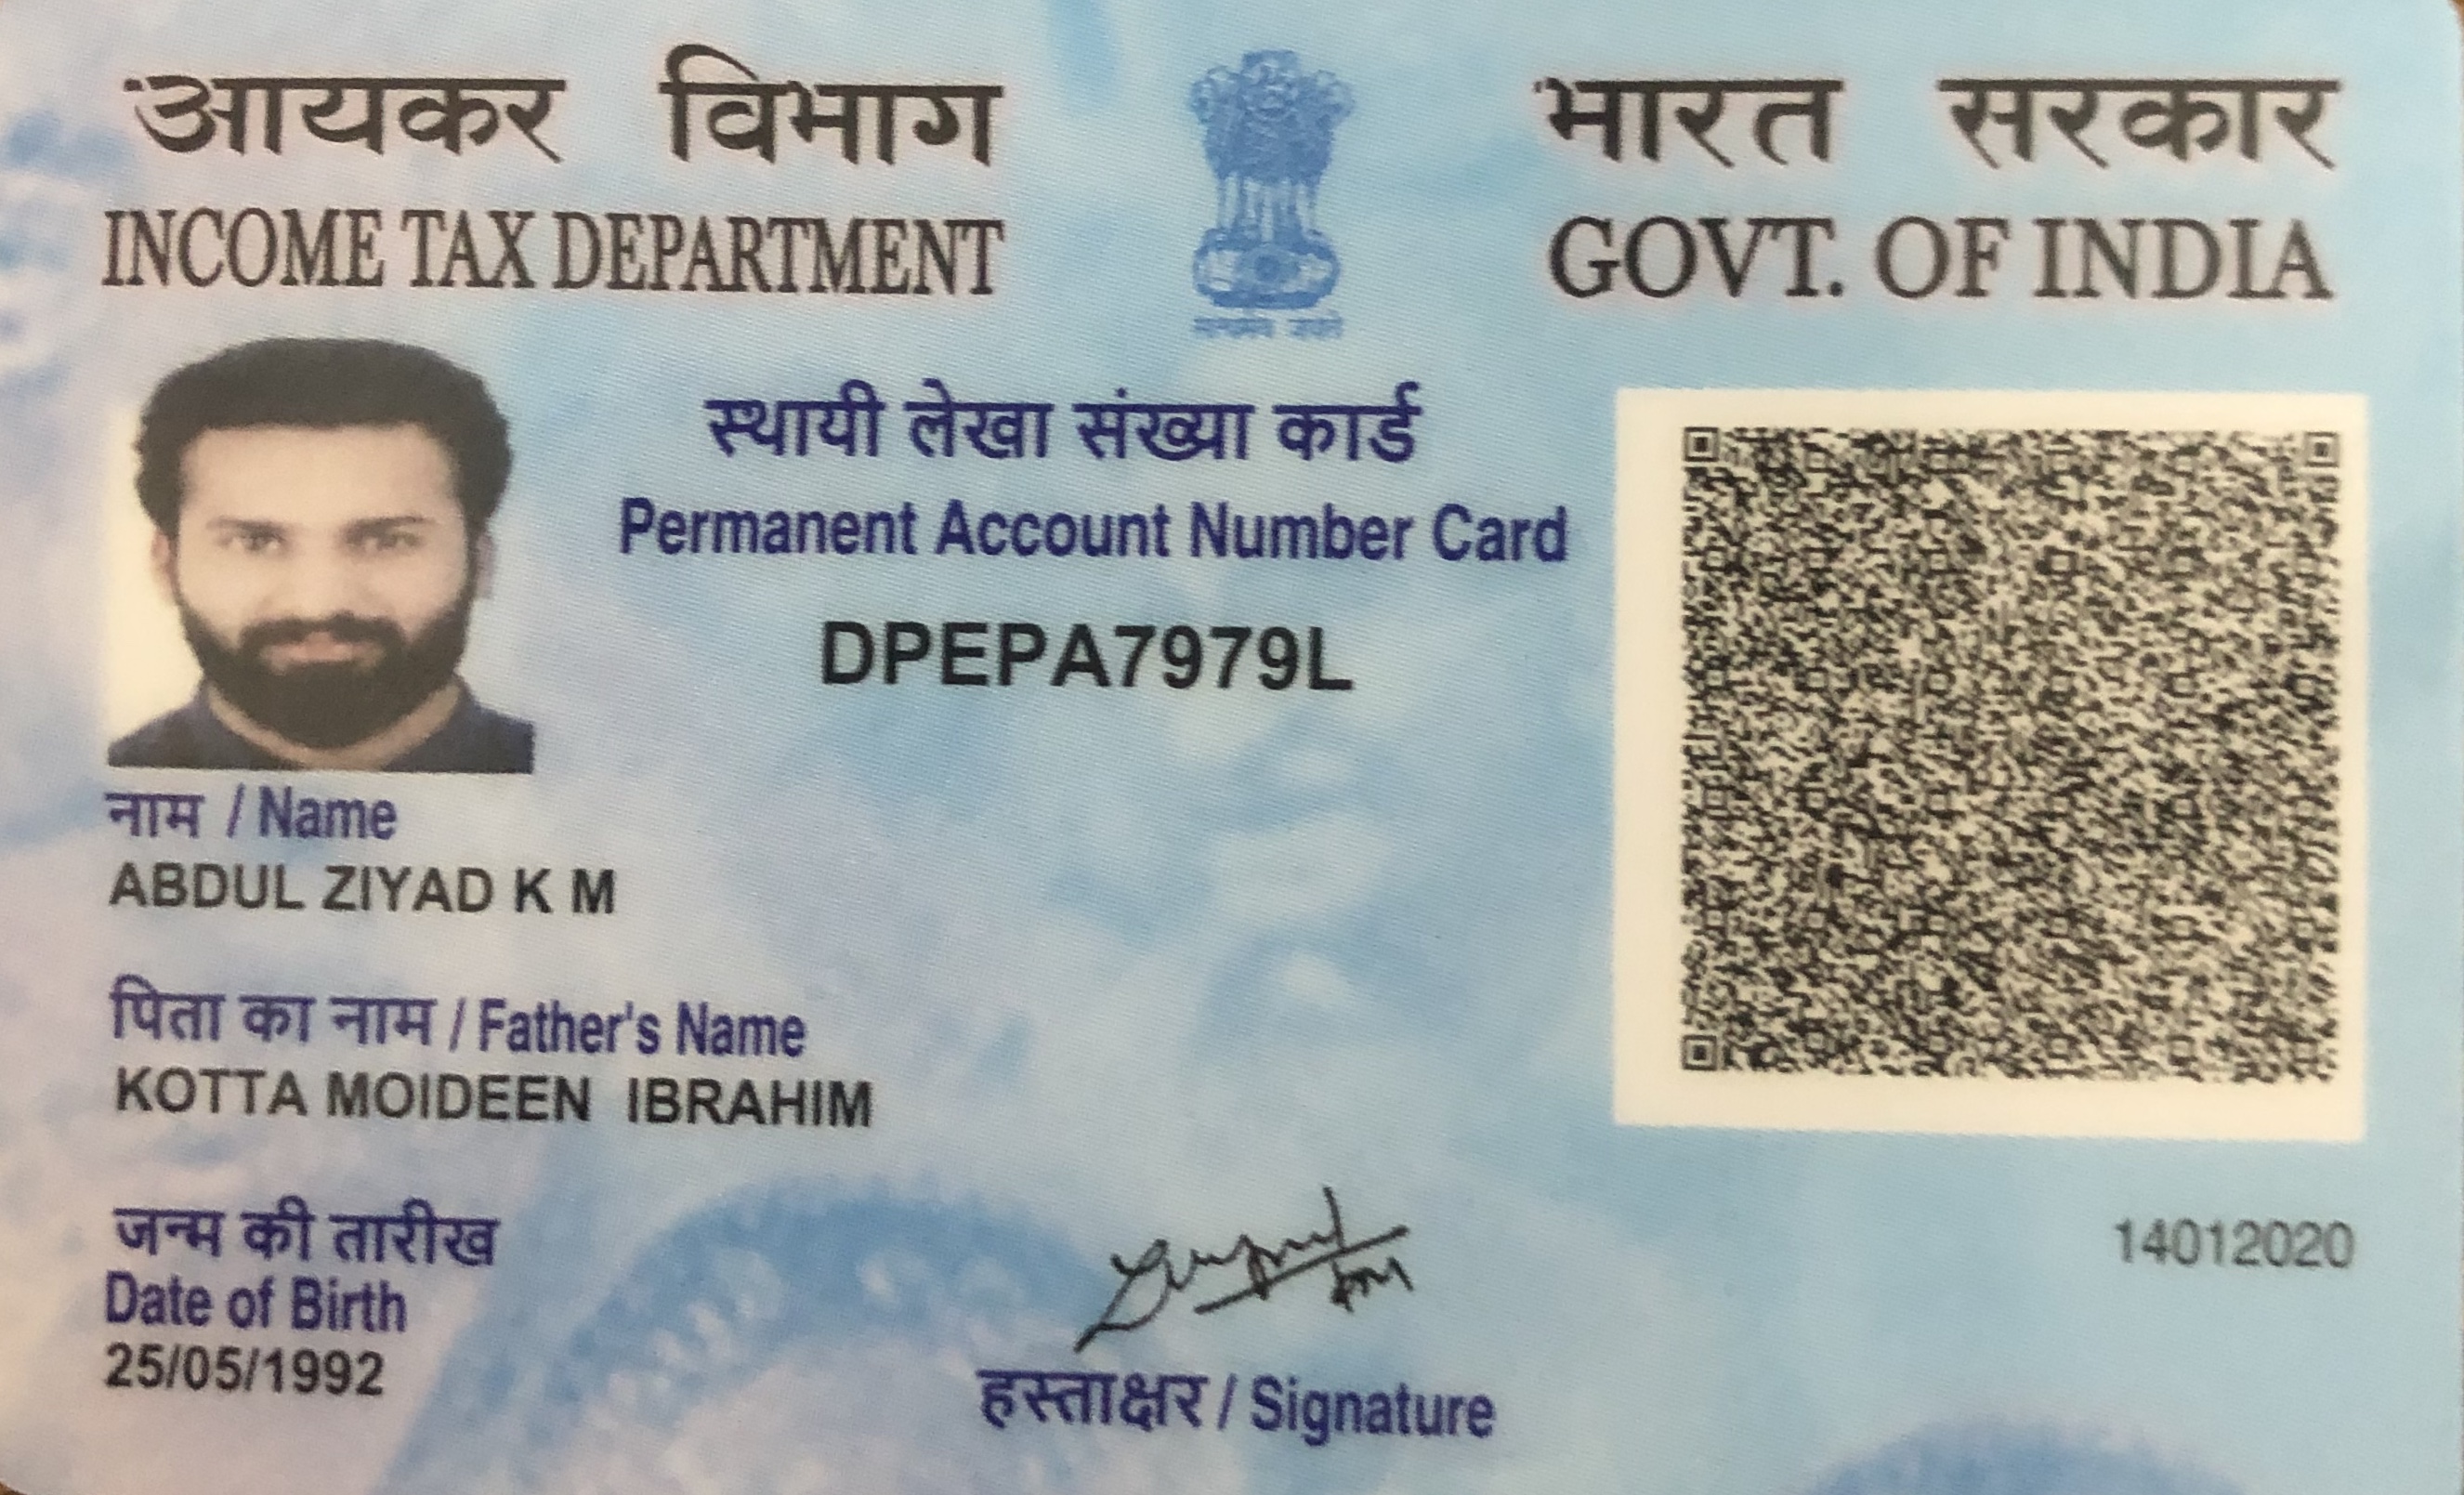 आयकर विभाग
INCOME TAX DEPARTMENT
भारत सरकार
GOVT. OF INDIA
सत्यमेव जयते
स्थायी लेखा संख्या कार्ड
Permanent Account Number Card
DPEPA7979L
नाम / Name
ABDUL ZIYAD K M
पिता का नाम / Father's Name
KOTTA MOIDEEN IBRAHIM
जन्म की तारीख
Date of Birth
25/05/1992
14012020
हस्ताक्षर / Signature